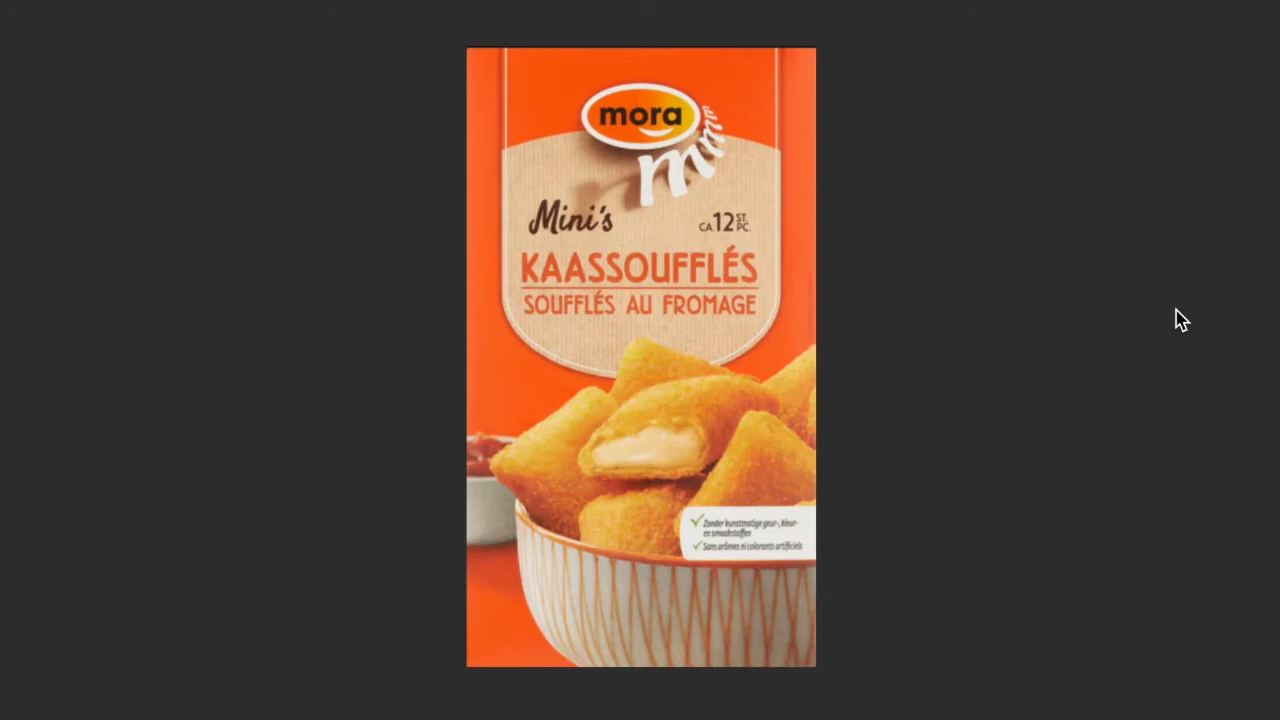 mora
mmmm
Mini's
CA. 12 ST. PC.
KAASSOUFFLÉS
SOUFFLÉS AU FROMAGE
Zonder kunstmatige geur-, kleur-
en smaakstoffen
Sans arômes ni colorants artificiels